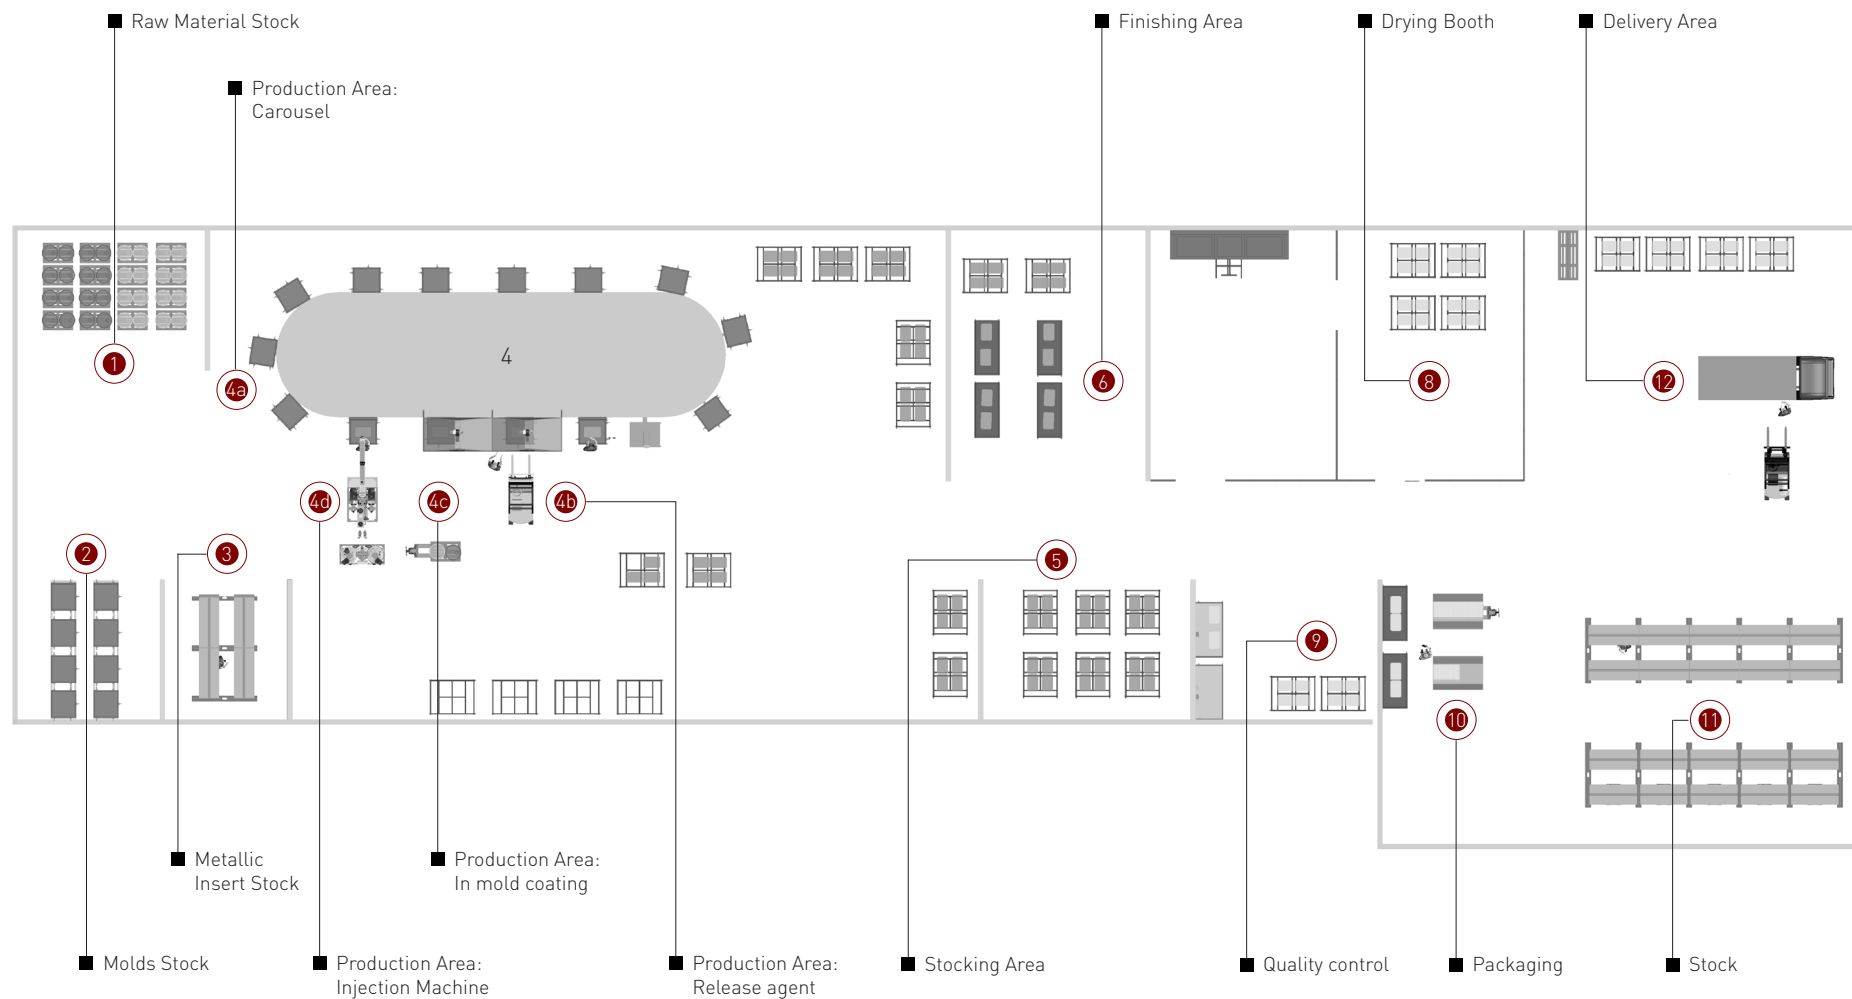 Raw Material Stock
Finishing Area
Drying Booth
Delivery Area
Production Area:
Carousel
4
1
4a
6
8
12
4d
4c
4b
2
3
5
9
10
11
Metallic
Insert Stock
Production Area:
In mold coating
Molds Stock
Production Area:
Injection Machine
Production Area:
Release agent
Stocking Area
Quality control
Packaging
Stock